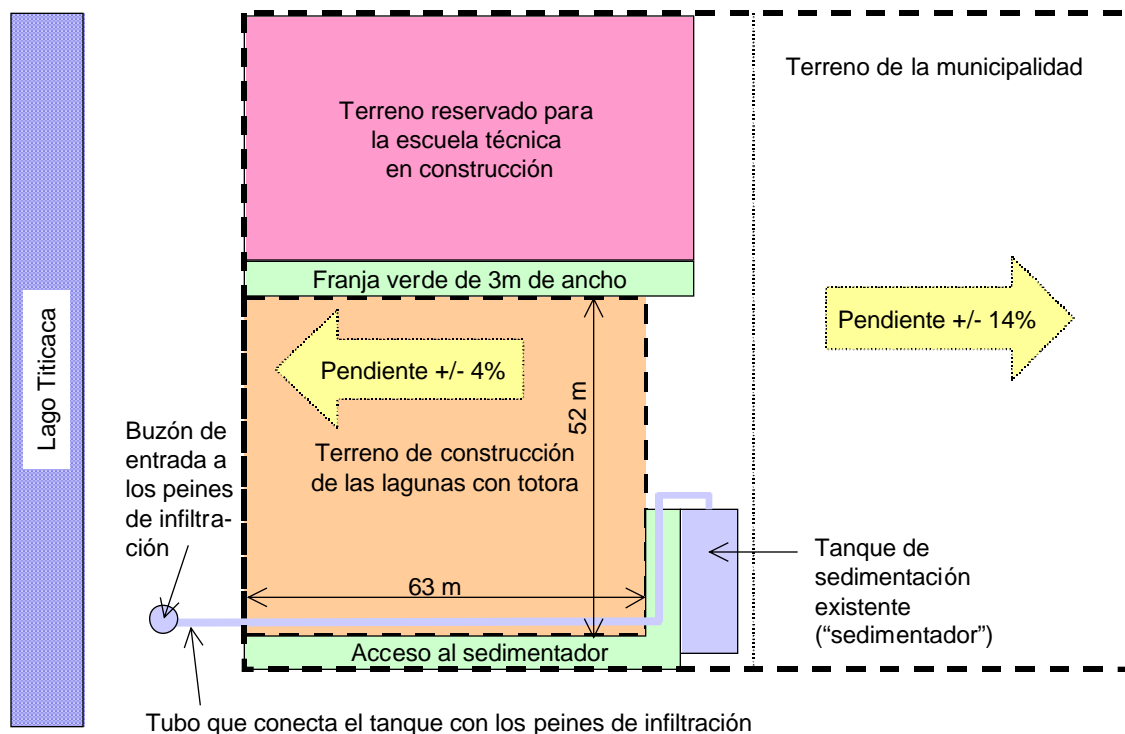 Terreno de la municipalidad
Terreno reservado para
la escuela técnica
en construcción
Franja verde de 3m de ancho
Pendiente +/- 14%
Pendiente +/- 4%
Lago Titicaca
52 m
Buzón de
entrada a
los peines
de infiltra-
ción
Terreno de construcción
de las lagunas con totora
Tanque de
sedimentación
existente
(“sedimentador”)
63 m
Acceso al sedimentador
Tubo que conecta el tanque con los peines de infiltración